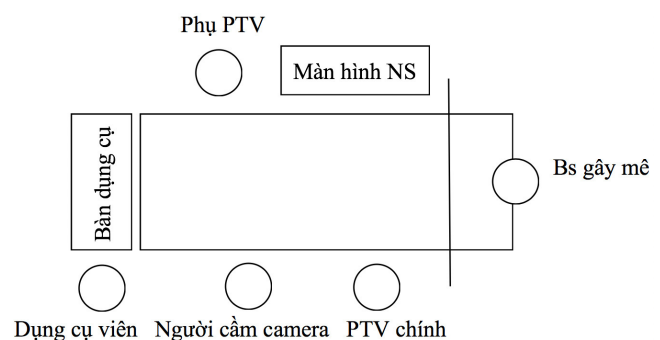 Phụ PTV
Màn hình NS
Bàn dụng cụ
Bs gây mê
Dụng cụ viên
Người cầm camera
PTV chính